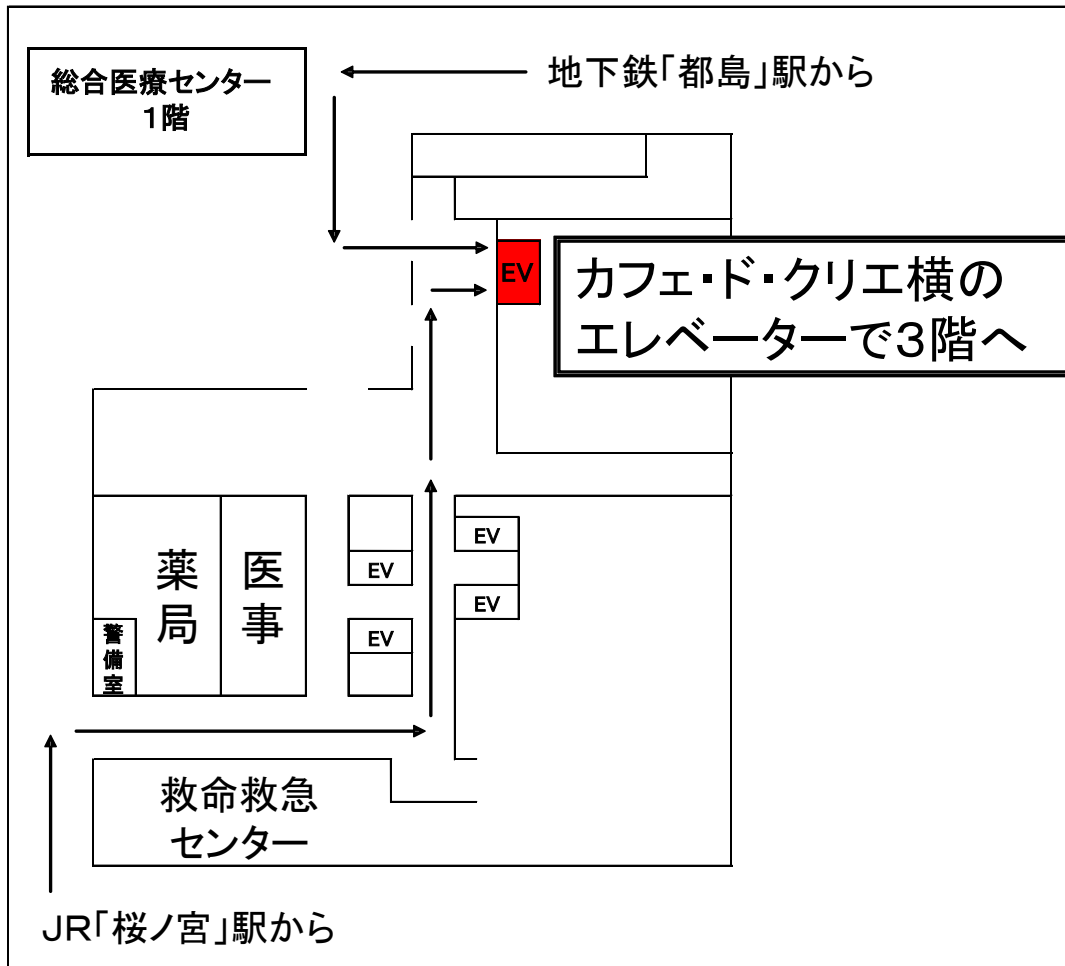 総合医療センター
1階
地下鉄｢都島｣駅から
EV
カフェ・ド・クリエ横の
エレベーターで3階へ
薬局
医事
EV
EV
EV
EV
警備室
救命救急
センター
JR｢桜ノ宮｣駅から